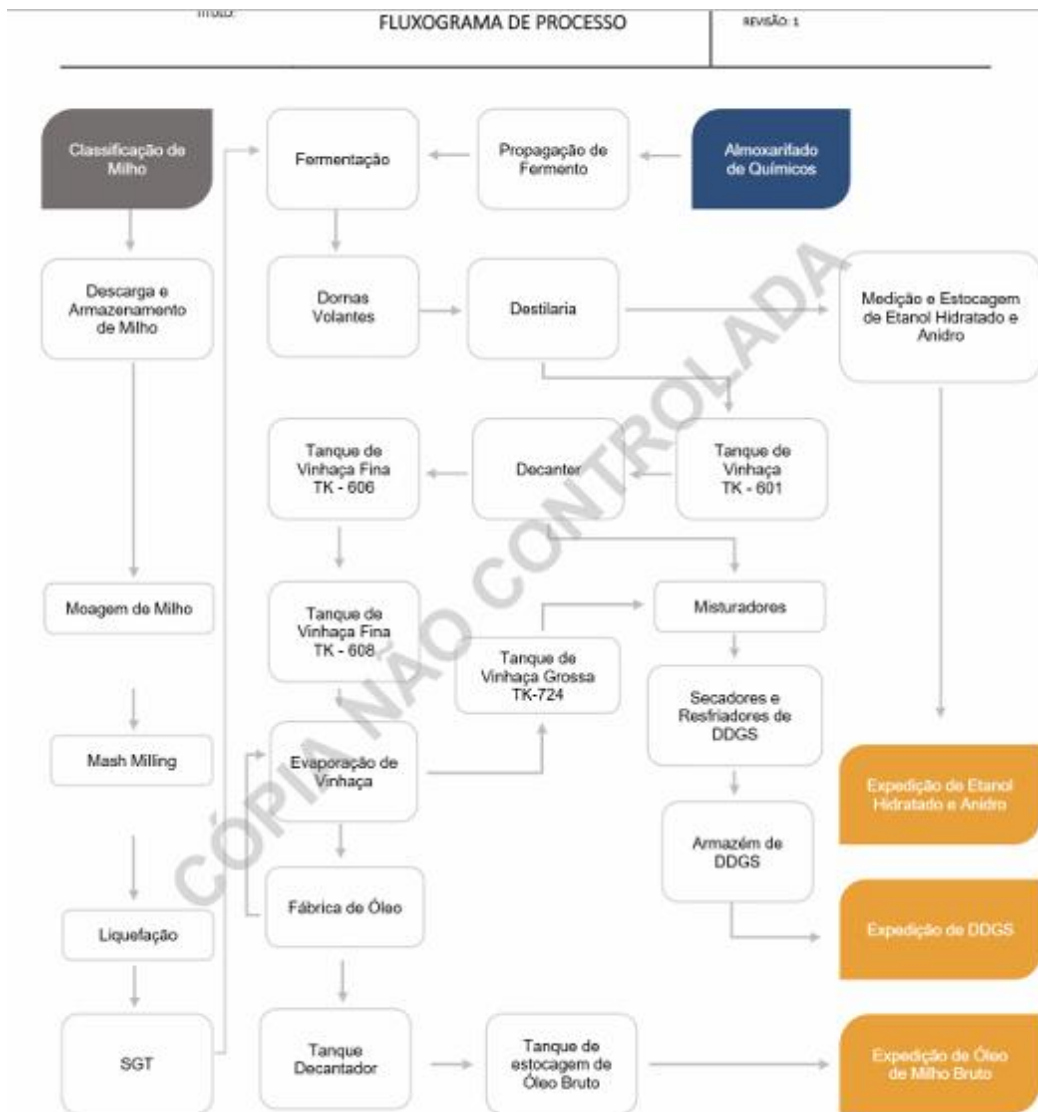 TÍTULO:
FLUXOGRAMA DE PROCESSO
REVISÃO: 1
Classificação de
Milho
Fermentação
Propagação de
Fermento
Almoxarifado
de Químicos
Descarga e
Armazenamento
de Milho
Dornas
Volantes
Destilaria
Medição e Estocagem
de Etanol Hidratado e
Anidro
Tanque de
Vinhaça Fina
TK - 606
Decanter
Tanque de
Vinhaça
TK - 601
Moagem de Milho
Tanque de
Vinhaça Fina
TK - 608
Misturadores
Tanque de
Vinhaça Grossa
TK-724
Secadores e
Resfriadores de
DDGS
Mash Milling
Evaporação de
Vinhaça
Expedição de Etanol
Hidratado e Anidro
Armazém de
DDGS
Fábrica de Óleo
Liquefação
Expedição de DDGS
SGT
Tanque
Decantador
Tanque de
estocagem de
Óleo Bruto
Expedição de Óleo
de Milho Bruto
CÓPIA NÃO CONTROLADA